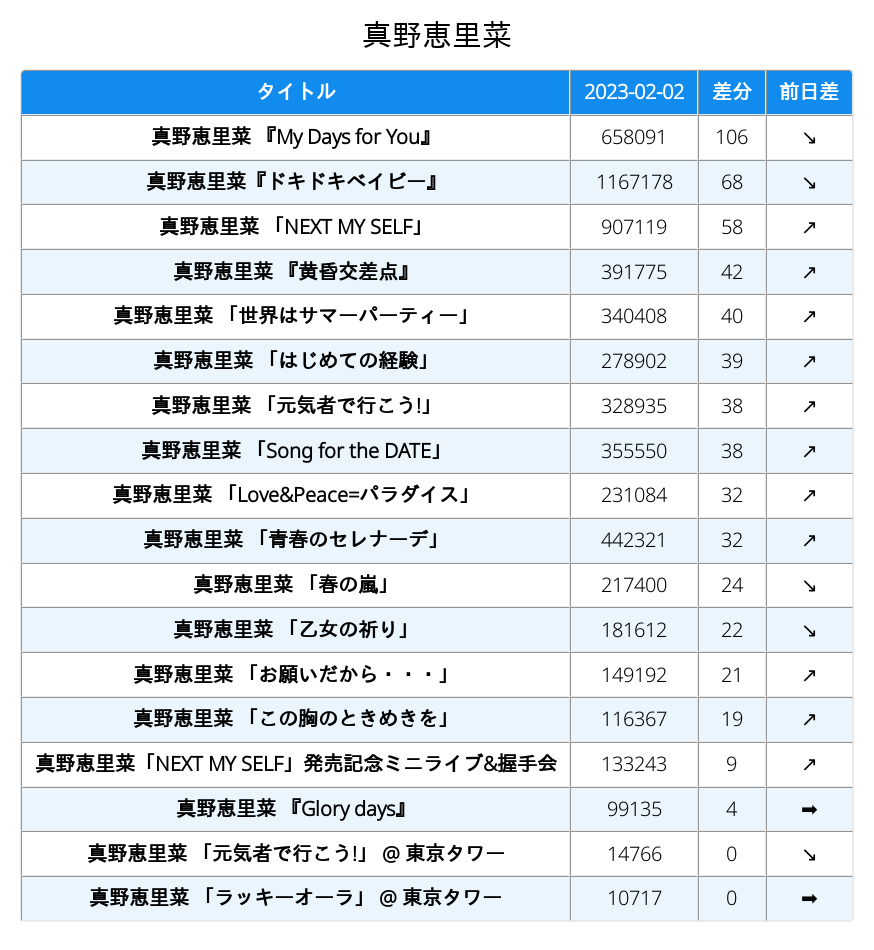 真野恵里菜
タイトル 2023-02-02 差分 前日差
真野恵里菜 『My Days for You』 658091 106 ↘
真野恵里菜『ドキドキベイビー』 1167178 68 ↘
真野恵里菜 「NEXT MY SELF」 907119 58 ↗
真野恵里菜 『黄昏交差点』 391775 42 ↗
真野恵里菜 「世界はサマーパーティー」 340408 40 ↗
真野恵里菜 「はじめての経験」 278902 39 ↗
真野恵里菜 「元気者で行こう!」 328935 38 ↗
真野恵里菜 「Song for the DATE」 355550 38 ↗
真野恵里菜 「Love&Peace=パラダイス」 231084 32 ↗
真野恵里菜 「青春のセレナーデ」 442321 32 ↗
真野恵里菜 「春の嵐」 217400 24 ↘
真野恵里菜 「乙女の祈り」 181612 22 ↘
真野恵里菜 「お願いだから・・・」 149192 21 ↗
真野恵里菜 「この胸のときめきを」 116367 19 ↗
真野恵里菜「NEXT MY SELF」発売記念ミニライブ&握手会 133243 9 ↗
真野恵里菜 『Glory days』 99135 4 ➡
真野恵里菜 「元気者で行こう!」 @ 東京タワー 14766 0 ↘
真野恵里菜 「ラッキーオーラ」 @ 東京タワー 10717 0 ➡